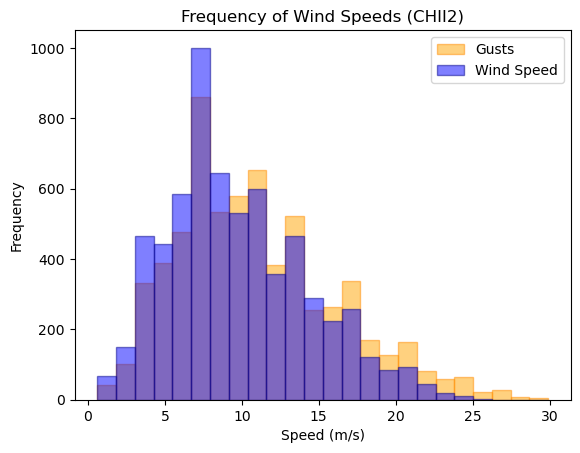 Frequency of Wind Speeds (CHII2)
Gusts
Wind Speed
Frequency
1000
800
600
400
200
0
0 5 10 15 20 25 30
Speed (m/s)